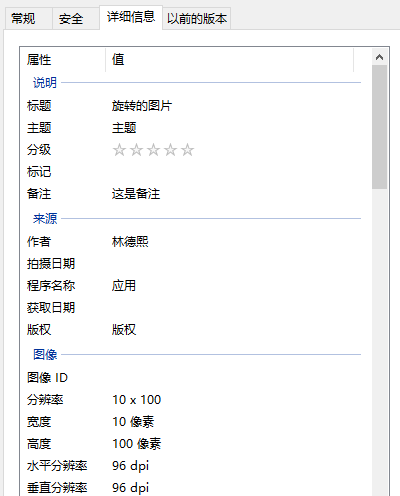 常规 安全 详细信息 以前的版本
属性 值
说明
标题 旋转的图片
主题 主题
分级
标记
备注 这是备注
来源
作者 林德熙
拍摄日期
程序名称 应用
获取日期
版权 版权
图像
图像 ID
分辨率 10 x 100
宽度 10 像素
高度 100 像素
水平分辨率 96 dpi
垂直分辨率 96 dpi